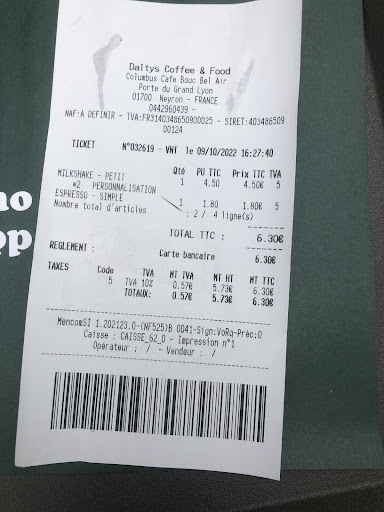 Daltys Coffee & Food
Columbus Cafe Bouc Bel Air
Porte du Grand Lyon
01700 Neyron - FRANCE
0442960439 -
NAF:A DEFINIR - TVA:FR3140348650900025 - SIRET:403486509
00124
TICKET N°032619 - VNT le 09/10/2022 16:27:40
Qté PU TTC Prix TTC TVA
MILKSHAKE - PETIT 1 4.50 4.50€ 5
*2 PERSONNALISATION
ESPRESSO - SIMPLE 1 1.80 1.80€ 5
Nombre total d'articles : 2 / 4 ligne(s)
TOTAL TTC : 6.30€
REGLEMENT : Carte bancaire 6.30€
TAXES Code TVA MT TVA MT HT MT TTC
5 TVA 10% 0.57€ 5.73€ 6.30€
TOTAUX: 0.57€ 5.73€ 6.30€
MencomSI 1.202123.0-(NF525)B 0041-Sign:VoRq-Préc:0
Caisse : CAISSE_62_0 - Impression n°1
Opérateur : / - Vendeur : /
no
pp